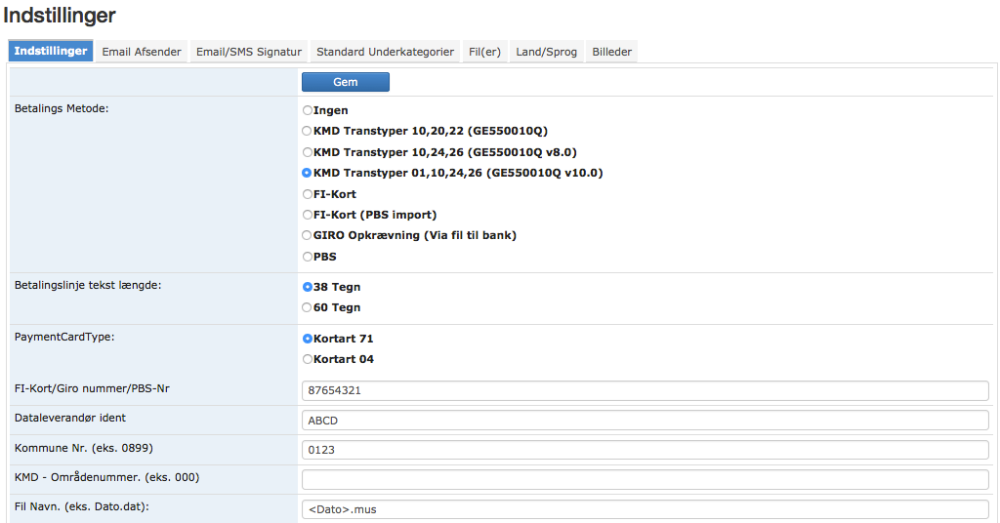 Indstillinger
Indstillinger Email Afsender Email/SMS Signatur Standard Underkategorier Fil(er) Land/Sprog Billeder
Gem
Betalings Metode:
Ingen
KMD Transtyper 10,20,22 (GE550010Q)
KMD Transtyper 10,24,26 (GE550010Q v8.0)
KMD Transtyper 01,10,24,26 (GE550010Q v10.0)
FI-Kort
FI-Kort (PBS import)
GIRO Opkrævning (Via fil til bank)
PBS
Betalingslinje tekst længde:
38 Tegn
60 Tegn
PaymentCardType:
Kortart 71
Kortart 04
FI-Kort/Giro nummer/PBS-Nr
87654321
Dataleverandør ident
ABCD
Kommune Nr. (eks. 0899)
0123
KMD - Områdenummer. (eks. 000)
Fil Navn. (eks. Dato.dat):
<Dato>.mus